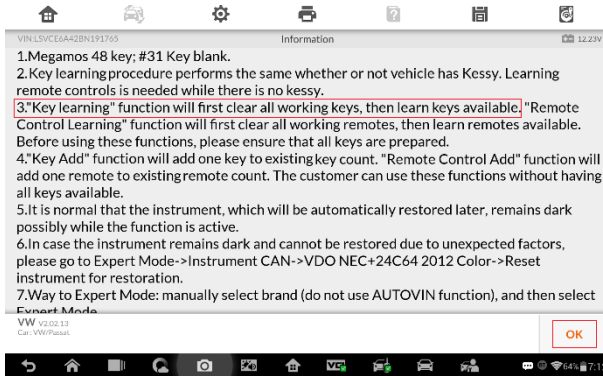 VIN:LSVCE6A42BN191765 Information 12.23V
1.Megamos 48 key; #31 Key blank.
2.Key learning procedure performs the same whether or not vehicle has Kessy. Learning
remote controls is needed while there is no kessy.
3."Key learning" function will first clear all working keys, then learn keys available. "Remote
Control Learning" function will first clear all working remotes, then learn remotes available.
Before using these functions, please ensure that all keys are prepared.
4."Key Add" function will add one key to existing key count. "Remote Control Add" function will
add one remote to existing remote count. The customer can use these functions without having
all keys available.
5.It is normal that the instrument, which will be automatically restored later, remains dark
possibly while the function is active.
6.In case the instrument remains dark and cannot be restored due to unexpected factors,
please go to Expert Mode->Instrument CAN->VDO NEC+24C64 2012 Color->Reset
instrument for restoration.
7.Way to Expert Mode: manually select brand (do not use AUTOVIN function), and then select
Expert Mode
VW V2.02.13
Car: VW/Passat
OK
64% 7:1